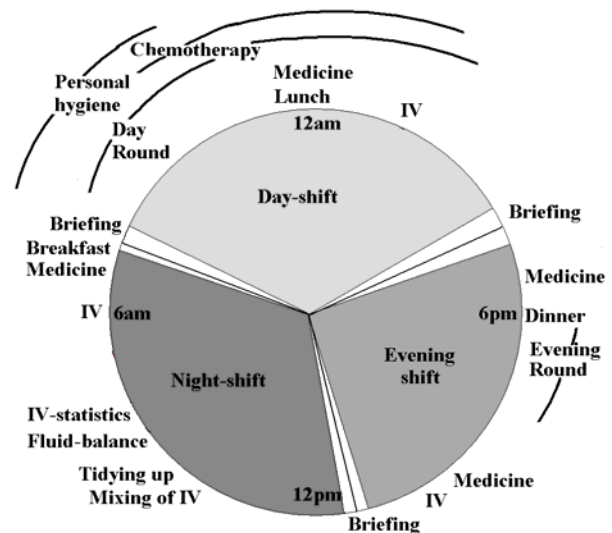 Chemotherapy
Personal
hygiene
Day
Round
Medicine
Lunch
12am
IV
Day-shift
Briefing
Briefing
Breakfast
Medicine
IV
6am
Medicine
6pm
Dinner
Evening
Round
Evening
shift
Night-shift
IV-statistics
Fluid-balance
Tidying up
Mixing of IV
12pm
Briefing
Medicine
IV